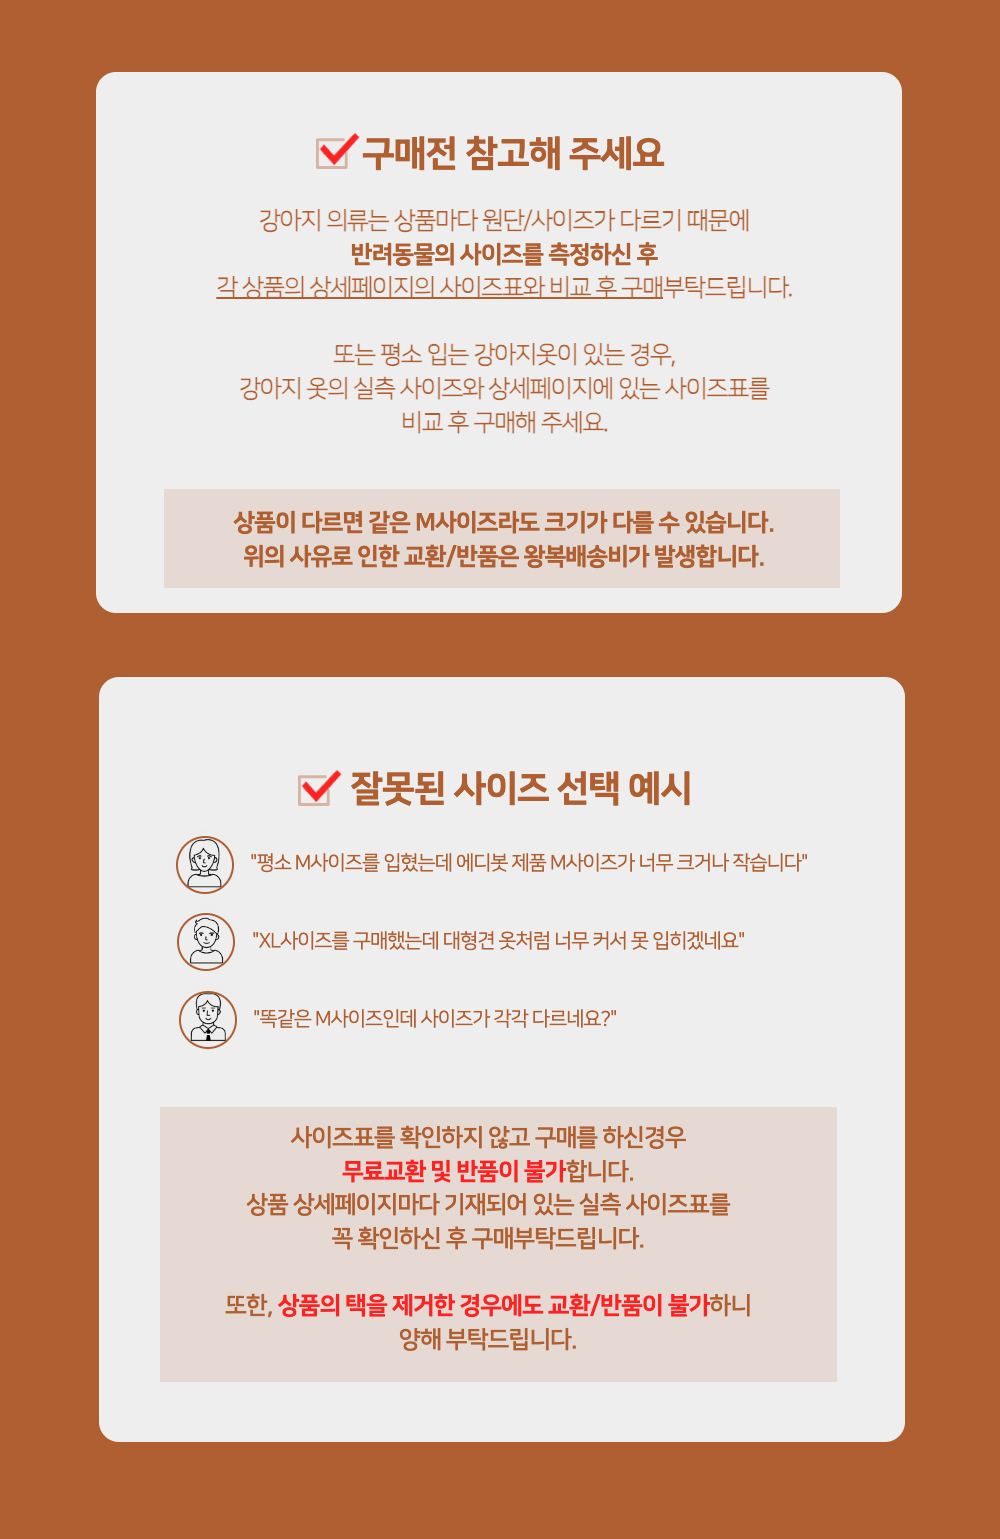 구매전 참고해 주세요
강아지 의류는 상품마다 원단/사이즈가 다르기 때문에
반려동물의 사이즈를 측정하신 후
각 상품의 상세페이지의 사이즈표와 비교 후 구매부탁드립니다.
또는 평소 입는 강아지옷이 있는 경우,
강아지 옷의 실측 사이즈와 상세페이지에 있는 사이즈표를
비교 후 구매해 주세요.
상품이 다르면 같은 M사이즈라도 크기가 다를 수 있습니다.
위의 사유로 인한 교환/반품은 왕복배송비가 발생합니다.
잘못된 사이즈 선택 예시
"평소 M사이즈를 입혔는데 에디봇 제품 M사이즈가 너무 크거나 작습니다"
"XL사이즈를 구매했는데 대형견 옷처럼 너무 커서 못 입히겠네요"
"똑같은 M사이즈인데 사이즈가 각각 다르네요?"
사이즈표를 확인하지 않고 구매를 하신경우
무료교환 및 반품이 불가합니다.
상품 상세페이지마다 기재되어 있는 실측 사이즈표를
꼭 확인하신 후 구매부탁드립니다.
또한, 상품의 택을 제거한 경우에도 교환/반품이 불가하니
양해 부탁드립니다.